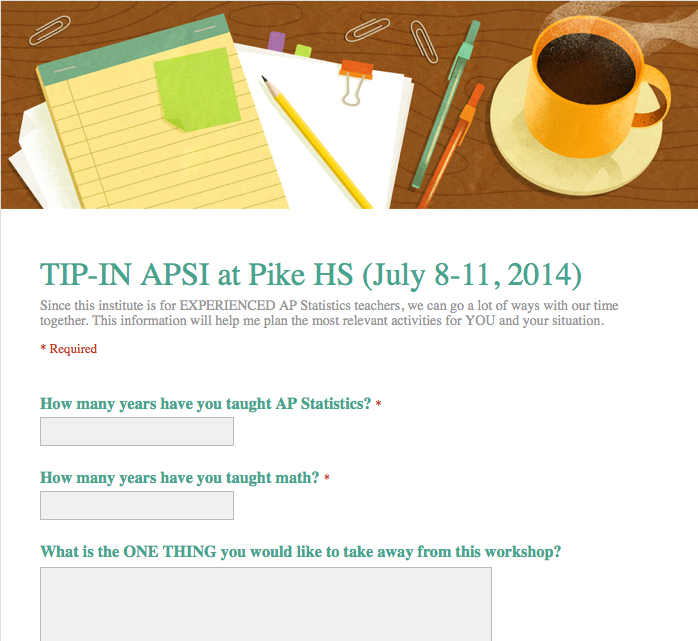 TIP-IN APSI at Pike HS (July 8-11, 2014)
Since this institute is for EXPERIENCED AP Statistics teachers, we can go a lot of ways with our time
together. This information will help me plan the most relevant activities for YOU and your situation.
* Required
How many years have you taught AP Statistics? *
How many years have you taught math? *
What is the ONE THING you would like to take away from this workshop?